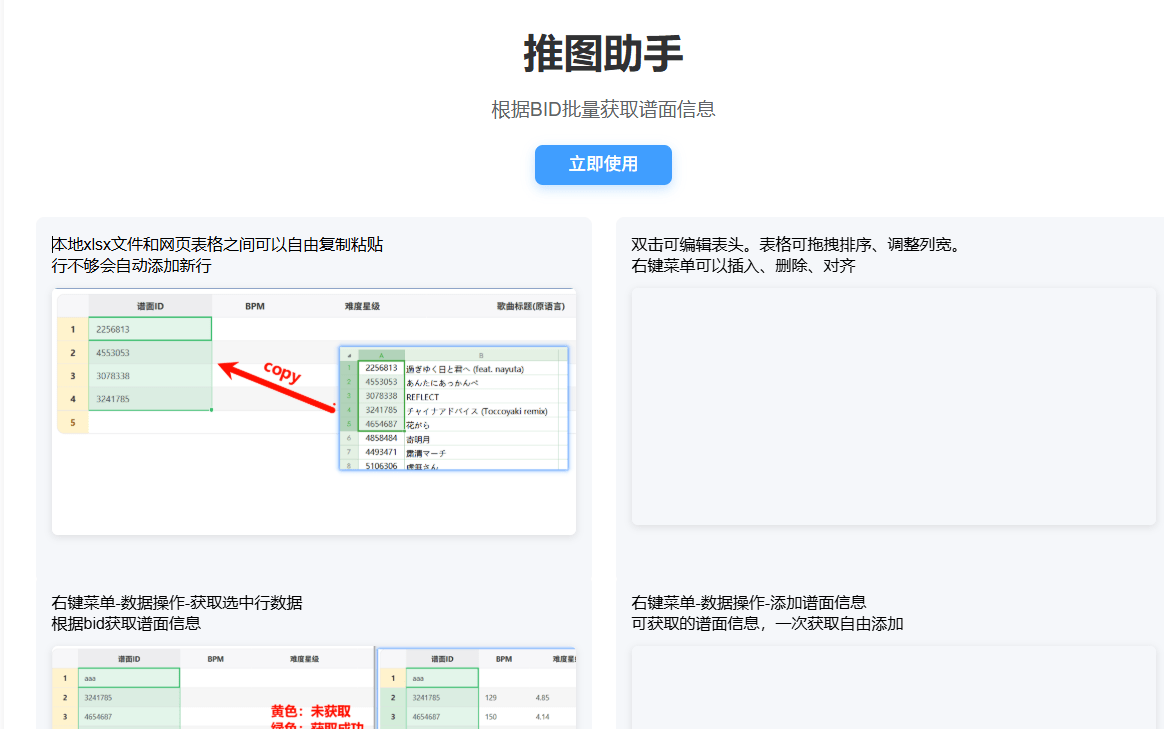 推图助手
根据BID批量获取谱面信息
立即使用
本地xlsx文件和网页表格之间可以自由复制粘贴
行不够会自动添加新行
谱面ID BPM 难度星级 歌曲标题(原语言)
1 2256813
2 4553053
3 3078338
4 3241785
5
copy
A B
1 2256813 過ぎゆく日と君へ (feat. nayuta)
2 4553053 あんたにあっかんべ
3 3078338 REFLECT
4 3241785 チャイナアドバイス (Toccoyaki remix)
5 4654687 花がら
6 4858484 寄明月
7 4493471 粛清マーチ
8 5106306
双击可编辑表头。表格可拖拽排序、调整列宽。
右键菜单可以插入、删除、对齐
右键菜单-数据操作-获取选中行数据
根据bid获取谱面信息
谱面ID BPM 难度星级
1 aaa
2 3241785
3 4654687
黄色：未获取
绿色：获取成功
谱面ID BPM 难度星
1 aaa
2 3241785 129 4.85
3 4654687 150 4.14
右键菜单-数据操作-添加谱面信息
可获取的谱面信息，一次获取自由添加